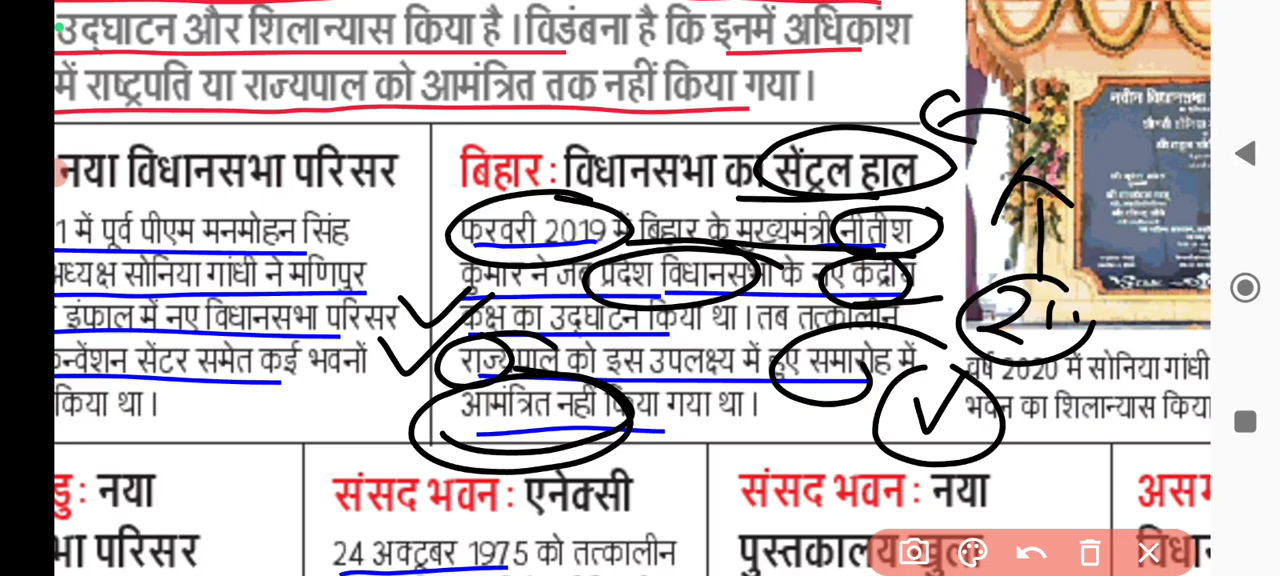 उद्घाटन और शिलान्यास किया है। विडंबना है कि इनमें अधिकांश
में राष्ट्रपति या राज्यपाल को आमंत्रित तक नहीं किया गया।
नया विधानसभा परिसर
1 में पूर्व पीएम मनमोहन सिंह
अध्यक्ष सोनिया गांधी ने मणिपुर
इंफाल में नए विधानसभा परिसर
कन्वेंशन सेंटर समेत कई भवनों
किया था।
बिहार: विधानसभा का सेंट्रल हाल
फरवरी 2019 में बिहार के मुख्यमंत्री नीतीश
कुमार ने जब प्रदेश विधानसभा के नए केंद्रीय
कक्ष का उद्घाटन किया था। तब तत्कालीन
राज्यपाल को इस उपलक्ष्य में हुए समारोह में
आमंत्रित नहीं किया गया था।
नवीन विधानसभा
वर्ष 2020 में सोनिया गांधी
भवन का शिलान्यास किया
डु: नया
भा परिसर
संसद भवन: एनेक्सी
24 अक्टूबर 1975 को तत्कालीन
संसद भवन: नया
पुस्तकालय
असम
विधान